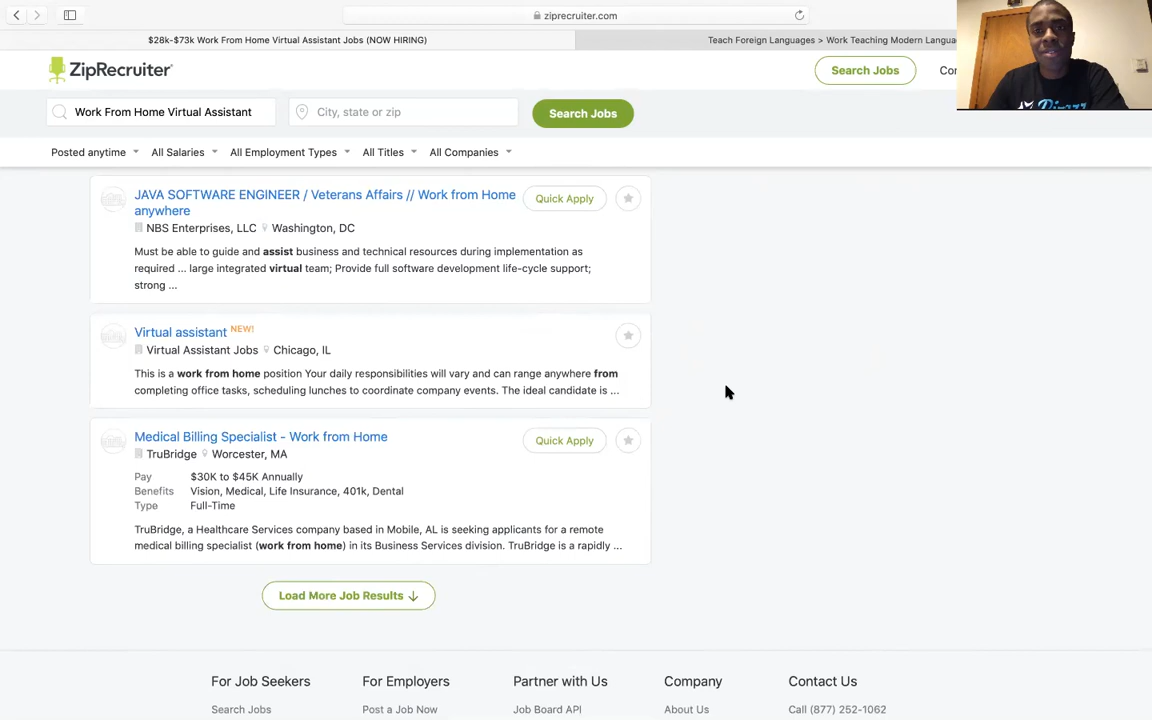 ziprecruiter.com
$28k-$73k Work From Home Virtual Assistant Jobs (NOW HIRING)
Teach Foreign Languages > Work Teaching Modern
ZipRecruiter
Search Jobs
Work From Home Virtual Assistant
City, state or zip
Search Jobs
Posted anytime
All Salaries
All Employment Types
All Titles
All Companies
JAVA SOFTWARE ENGINEER / Veterans Affairs // Work from Home
anywhere
Quick Apply
NBS Enterprises, LLC Washington, DC
Must be able to guide and assist business and technical resources during implementation as
required ... large integrated virtual team; Provide full software development life-cycle support;
strong ...
Virtual assistant NEW!
Virtual Assistant Jobs Chicago, IL
This is a work from home position Your daily responsibilities will vary and can range anywhere from
completing office tasks, scheduling lunches to coordinate company events. The ideal candidate is ...
Medical Billing Specialist - Work from Home
Quick Apply
TruBridge Worcester, MA
Pay $30K to $45K Annually
Benefits Vision, Medical, Life Insurance, 401k, Dental
Type Full-Time
TruBridge, a Healthcare Services company based in Mobile, AL is seeking applicants for a remote
medical billing specialist (work from home) in its Business Services division. TruBridge is a rapidly ...
Load More Job Results ↓
For Job Seekers
For Employers
Partner with Us
Company
Contact Us
Search Jobs
Post a Job Now
Job Board API
About Us
Call (877) 252-1062